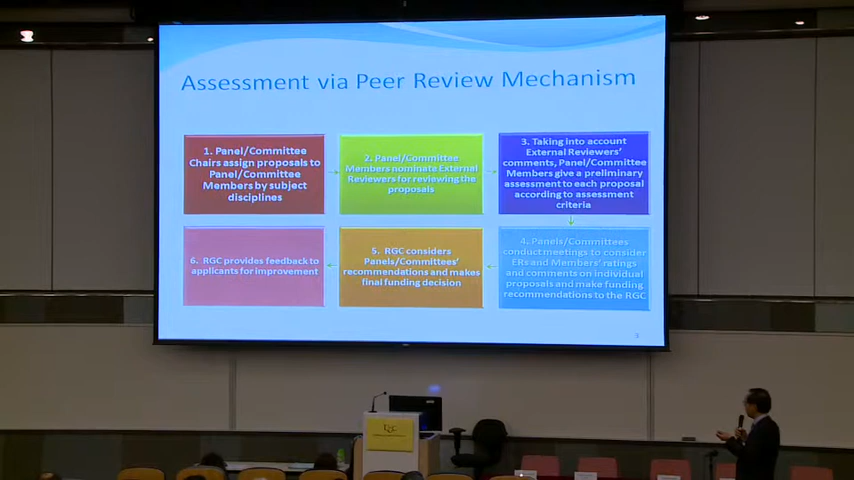 Assessment via Peer Review Mechanism
1. Panel/Committee
Chairs assign proposals to
Panel/Committee
Members by subject
disciplines
2. Panel/Committee
Members nominate External
Reviewers for reviewing the
proposals
3. Taking into account
External Reviewers'
comments, Panel/Committee
Members give a preliminary
assessment to each proposal
according to assessment
criteria
6. RGC provides feedback to
applicants for improvement
5. RGC considers
Panels/Committees'
recommendations and makes
final funding decision
4. Panels/Committees
conduct meetings to consider
ERs and Members' ratings
and comments on individual
proposals and make funding
recommendations to the RGC
3